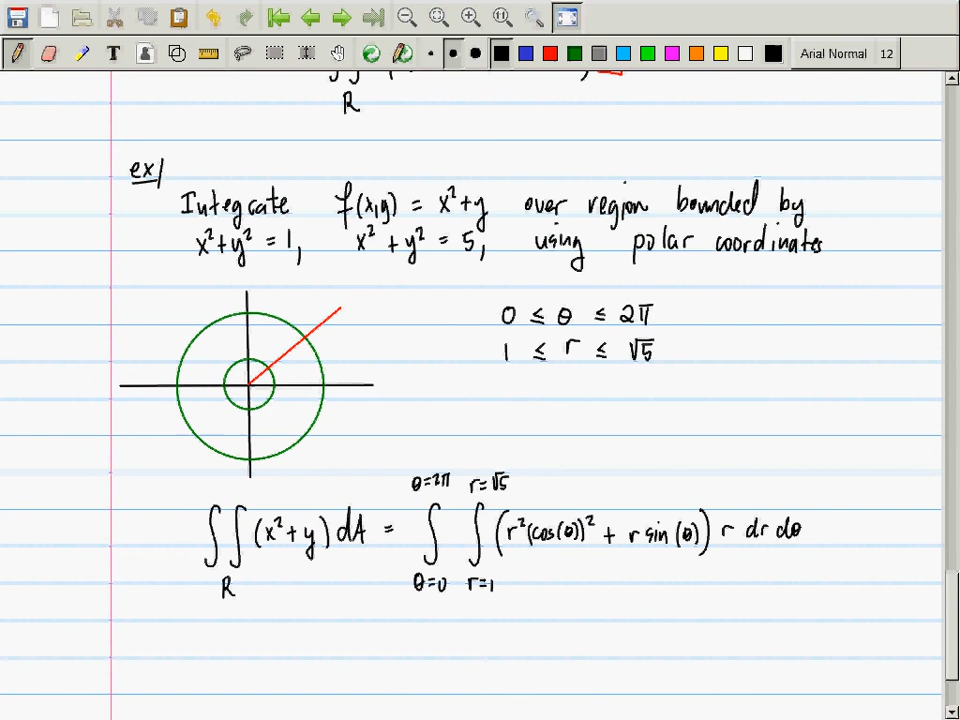 Arial Normal 12
R
ex/
Integrate f(x,y) = x²+y over region bounded by
x²+y² = 1, x² + y² = 5, using polar coordinates
0 ≤ θ ≤ 2π
1 ≤ r ≤ √5
θ=2π r=√5
∫∫ (x²+y) dA = ∫ ∫ (r²(cos(θ))² + r sin(θ)) r dr dθ
R θ=0 r=1